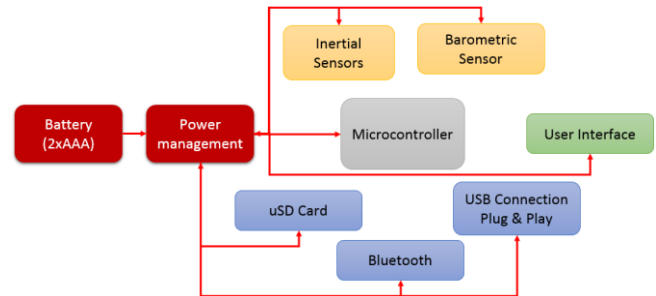 Inertial
Sensors
Barometric
Sensor
Battery
(2xAAA)
Power
management
Microcontroller
User Interface
uSD Card
USB Connection
Plug & Play
Bluetooth